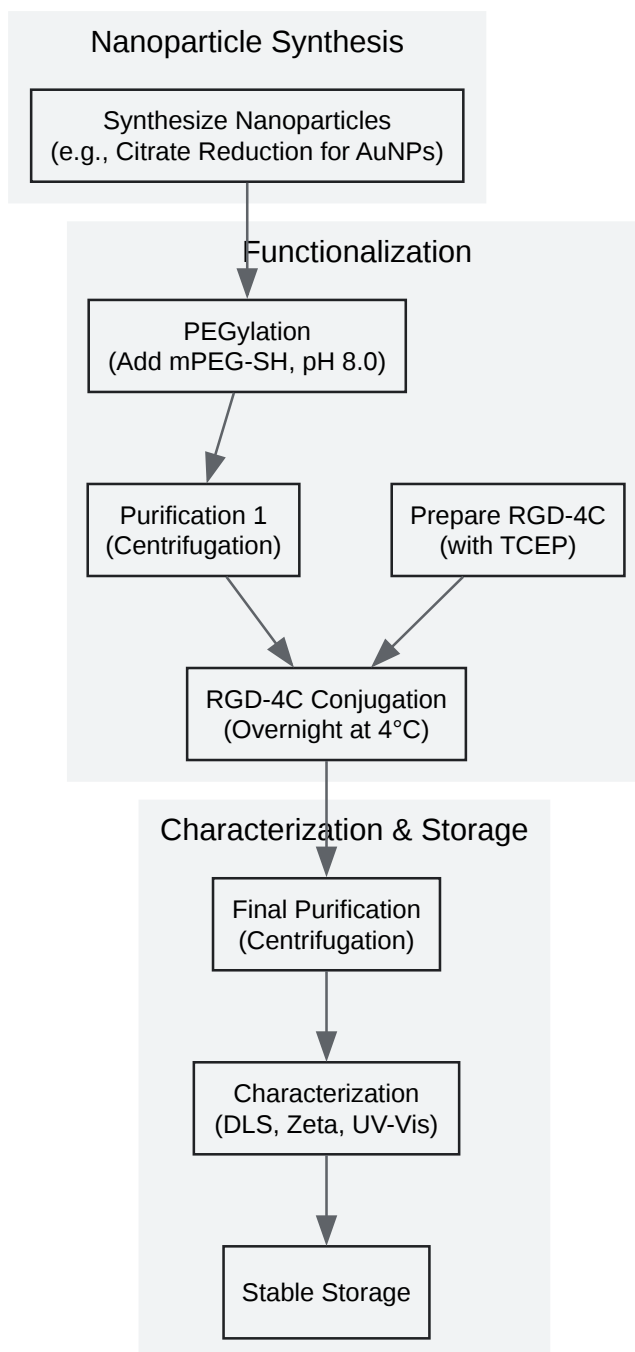 Nanoparticle Synthesis
Synthesize Nanoparticles
(e.g., Citrate Reduction for AuNPs)
Functionalization
PEGylation
(Add mPEG-SH, pH 8.0)
Purification 1
(Centrifugation)
Prepare RGD-4C
(with TCEP)
RGD-4C Conjugation
(Overnight at 4°C)
Characterization & Storage
Final Purification
(Centrifugation)
Characterization
(DLS, Zeta, UV-Vis)
Stable Storage